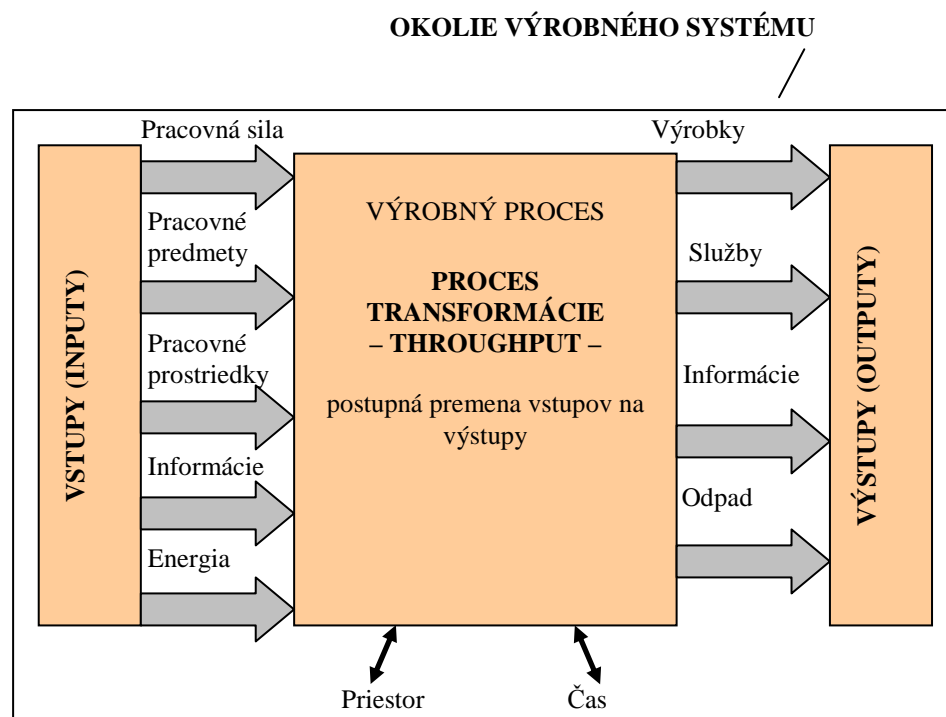 OKOLIE VÝROBNÉHO SYSTÉMU
VSTUPY (INPUTY)
Pracovná sila
Pracovné
predmety
Pracovné
prostriedky
Informácie
Energia
VÝROBNÝ PROCES
PROCES
TRANSFORMÁCIE
– THROUGHPUT –
postupná premena vstupov na
výstupy
Výrobky
Služby
Informácie
Odpad
VÝSTUPY (OUTPUTY)
Priestor
Čas